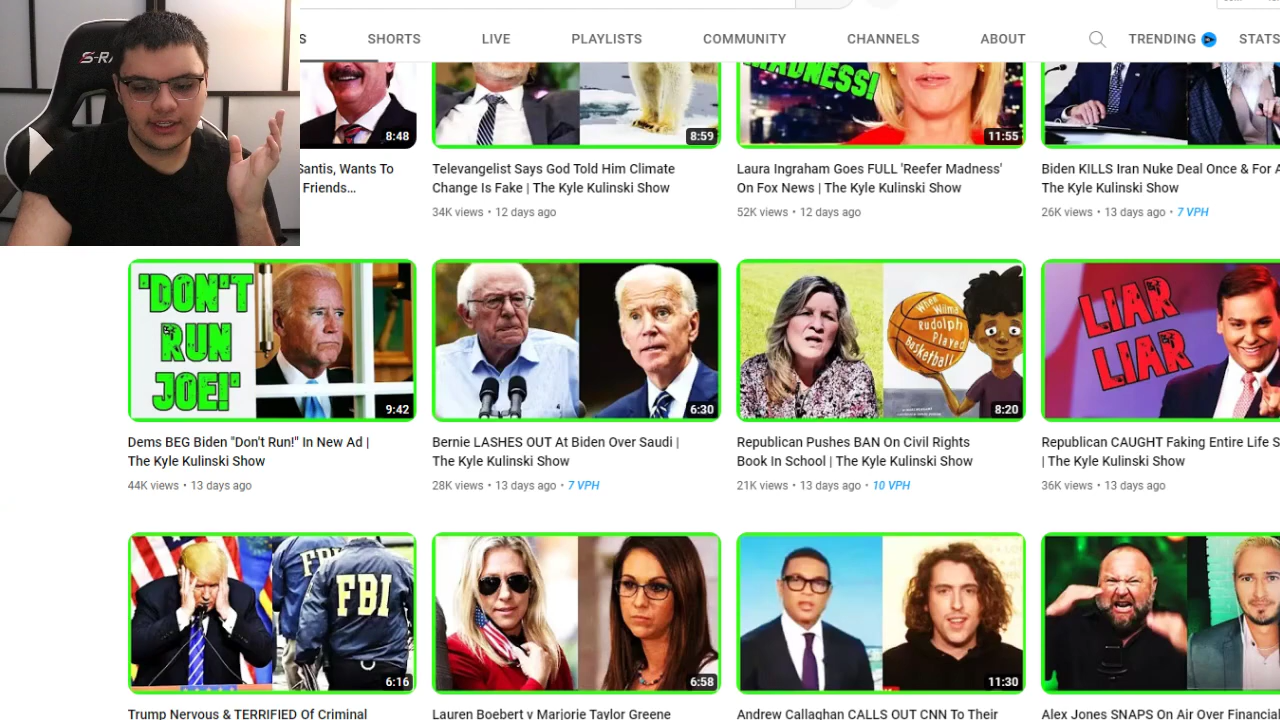 S-RA
S
SHORTS
LIVE
PLAYLISTS
COMMUNITY
CHANNELS
ABOUT
TRENDING
STATS
MADNESS!
8:48
8:59
11:55
Santis, Wants To
Friends…
Televangelist Says God Told Him Climate
Change Is Fake | The Kyle Kulinski Show
Laura Ingraham Goes FULL 'Reefer Madness'
On Fox News | The Kyle Kulinski Show
Biden KILLS Iran Nuke Deal Once & For A
The Kyle Kulinski Show
34K views • 12 days ago
52K views • 12 days ago
26K views • 13 days ago • 7 VPH
"DON'T
RUN
JOE!"
9:42
6:30
When
Wilma
Rudolph
Played
Basketball
8:20
LIAR
LIAR
Dems BEG Biden "Don't Run!" In New Ad |
The Kyle Kulinski Show
Bernie LASHES OUT At Biden Over Saudi |
The Kyle Kulinski Show
Republican Pushes BAN On Civil Rights
Book In School | The Kyle Kulinski Show
Republican CAUGHT Faking Entire Life S
| The Kyle Kulinski Show
44K views • 13 days ago
28K views • 13 days ago • 7 VPH
21K views • 13 days ago • 10 VPH
36K views • 13 days ago
FBI
FBI
6:16
6:58
11:30
Trump Nervous & TERRIFIED Of Criminal
Lauren Boebert v Marjorie Taylor Greene
Andrew Callaghan CALLS OUT CNN To Their
Alex Jones SNAPS On Air Over Financial